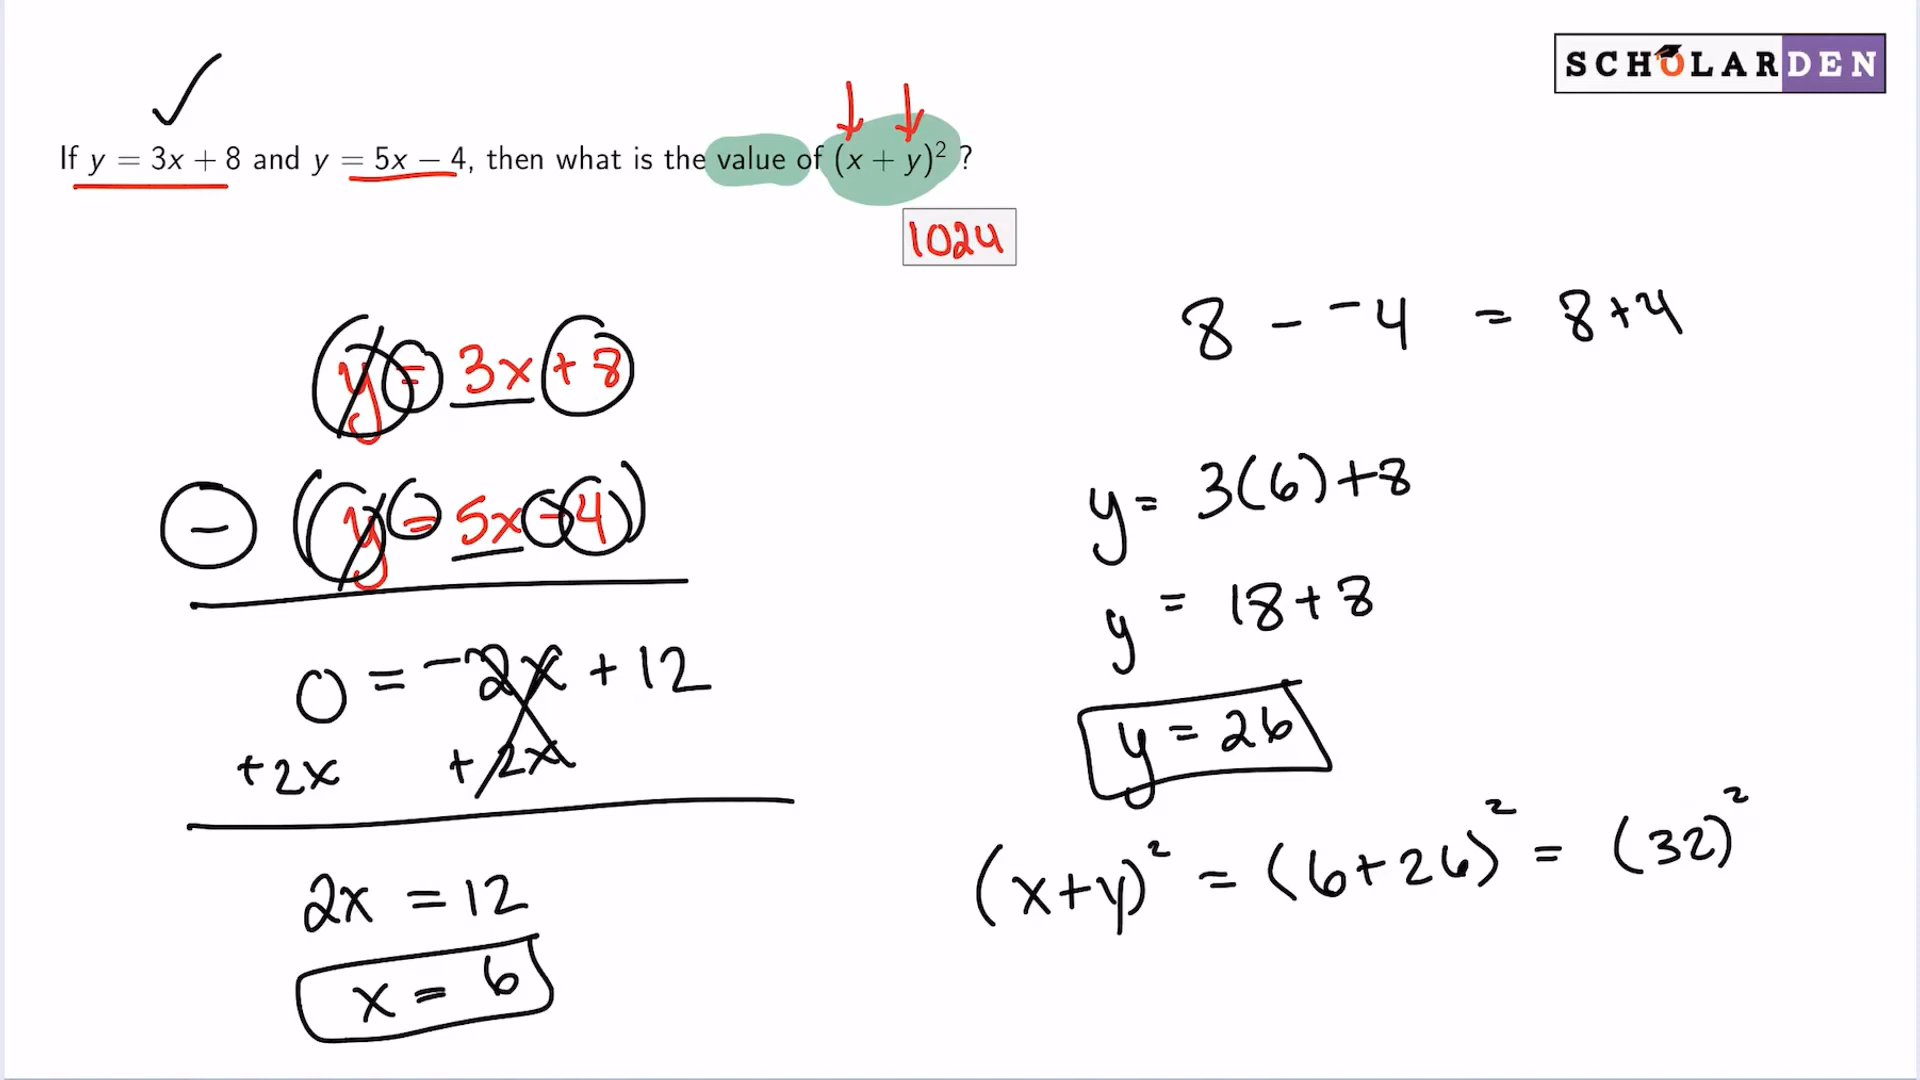 SCHOLARDEN
If y = 3x + 8 and y = 5x − 4, then what is the value of (x + y)² ?
1024
y = 3x + 8
− (y = 5x − 4)
0 = -2x + 12
+2x +2x
2x = 12
x = 6
8 - -4 = 8+4
y = 3(6)+8
y = 18+8
y = 26
(x+y)² = (6+26)² = (32)²